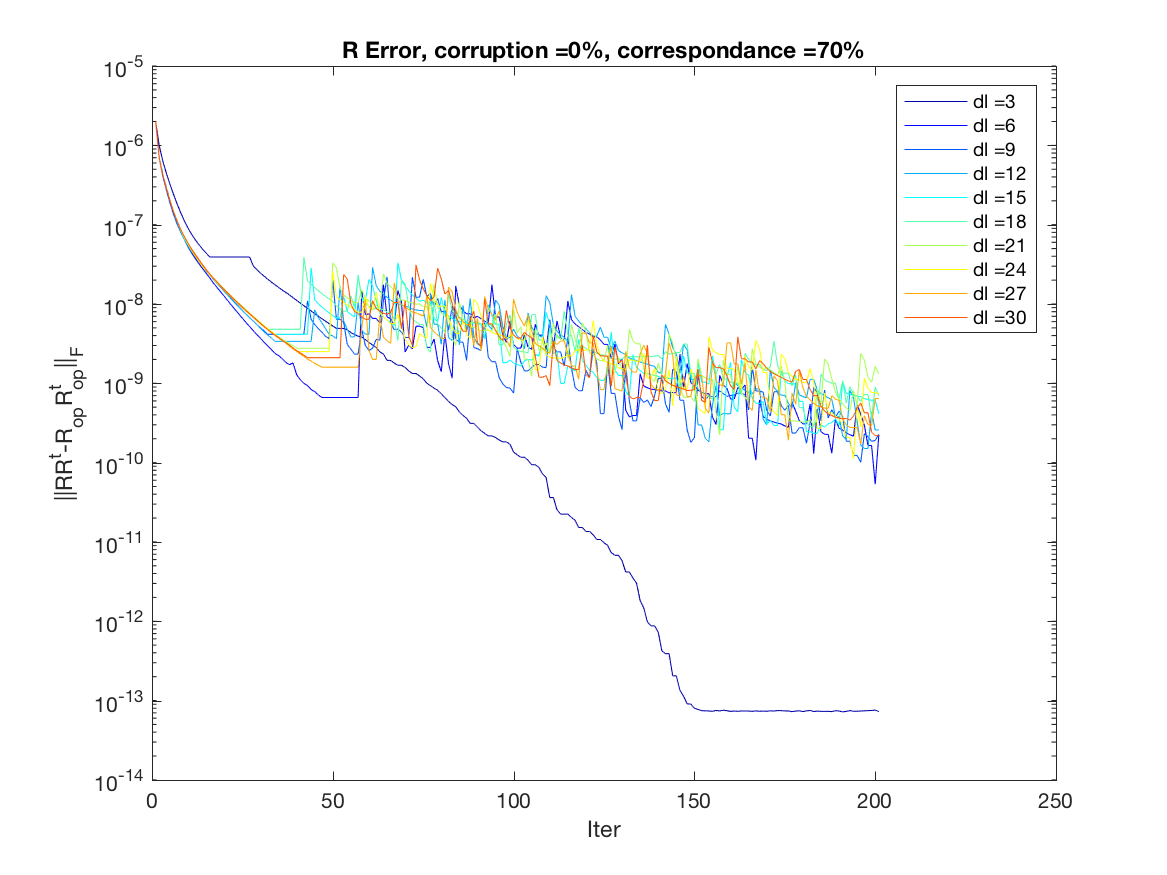 R Error, corruption =0%, correspondance =70%
10^-5
10^-6
10^-7
10^-8
10^-9
10^-10
10^-11
10^-12
10^-13
10^-14
||RR^t-R_op R^t_op||_F
0
50
100
150
200
250
Iter
dl =3
dl =6
dl =9
dl =12
dl =15
dl =18
dl =21
dl =24
dl =27
dl =30